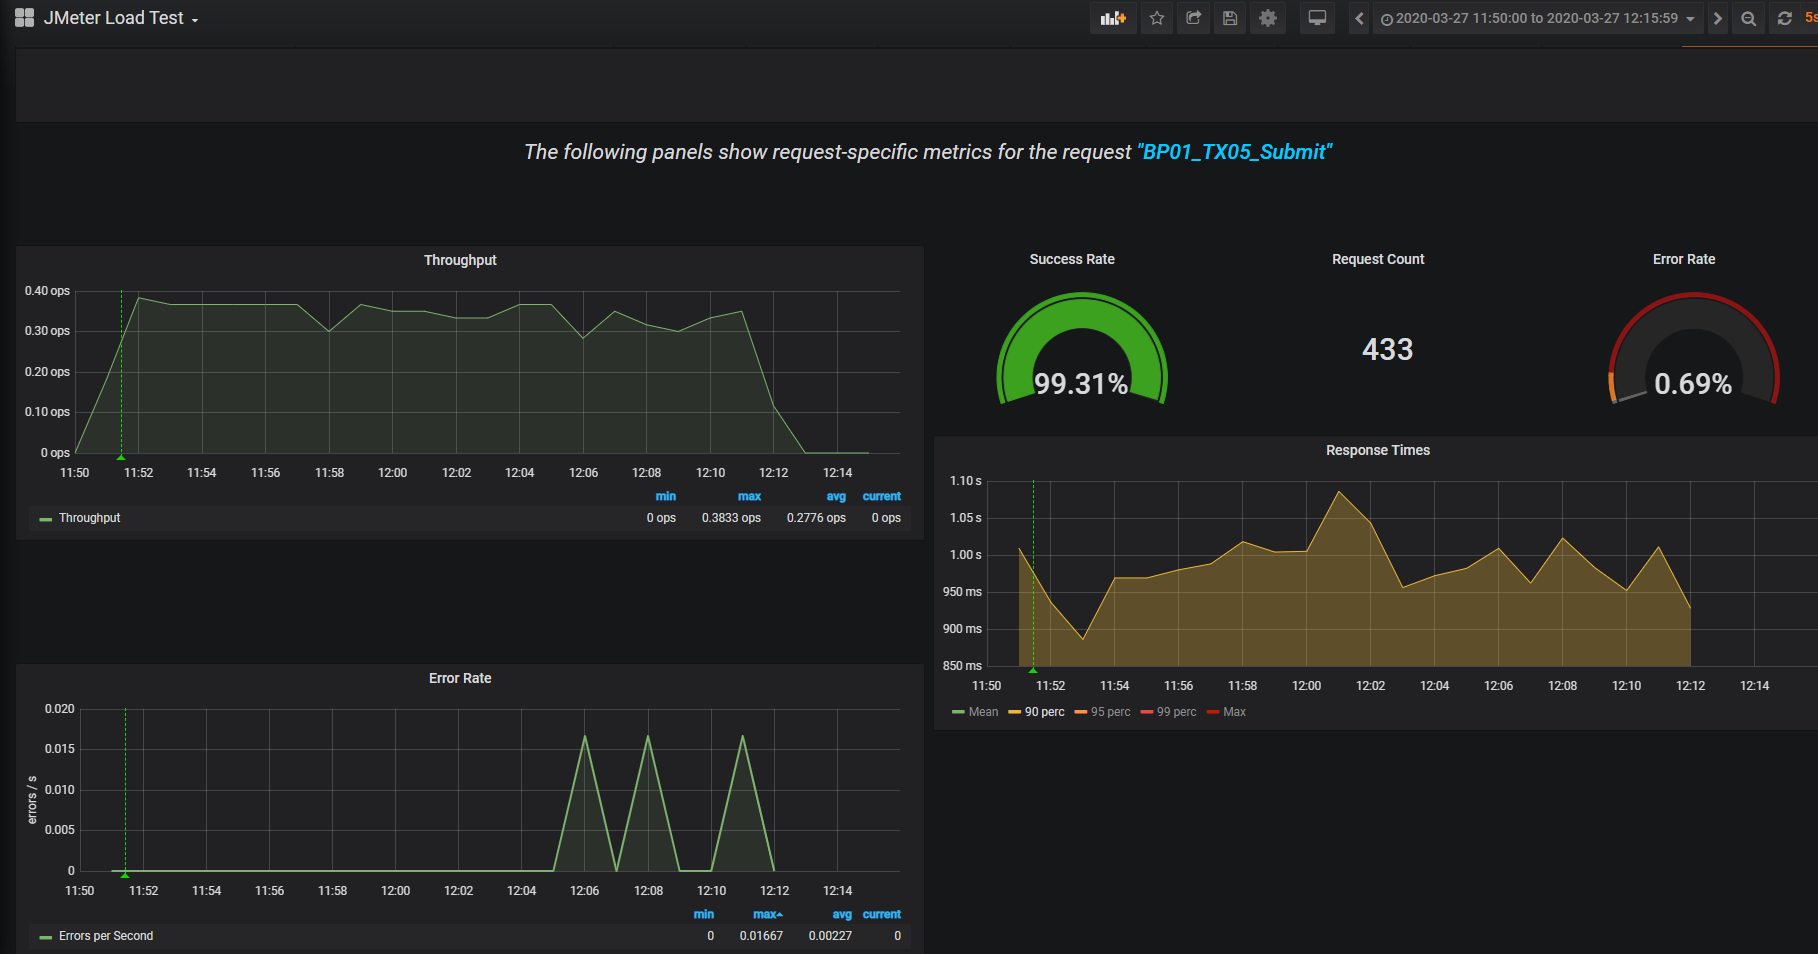 JMeter Load Test
2020-03-27 11:50:00 to 2020-03-27 12:15:59
5s
The following panels show request-specific metrics for the request "BP01_TX05_Submit"
Throughput
0.40 ops
0.30 ops
0.20 ops
0.10 ops
0 ops
11:50 11:52 11:54 11:56 11:58 12:00 12:02 12:04 12:06 12:08 12:10 12:12 12:14
min max avg current
Throughput 0 ops 0.3833 ops 0.2776 ops 0 ops
Success Rate
99.31%
Request Count
433
Error Rate
0.69%
Response Times
1.10 s
1.05 s
1.00 s
950 ms
900 ms
850 ms
11:50 11:52 11:54 11:56 11:58 12:00 12:02 12:04 12:06 12:08 12:10 12:12 12:14
Mean 90 perc 95 perc 99 perc Max
Error Rate
errors / s
0.020
0.015
0.010
0.005
0
11:50 11:52 11:54 11:56 11:58 12:00 12:02 12:04 12:06 12:08 12:10 12:12 12:14
min max avg current
Errors per Second 0 0.01667 0.00227 0